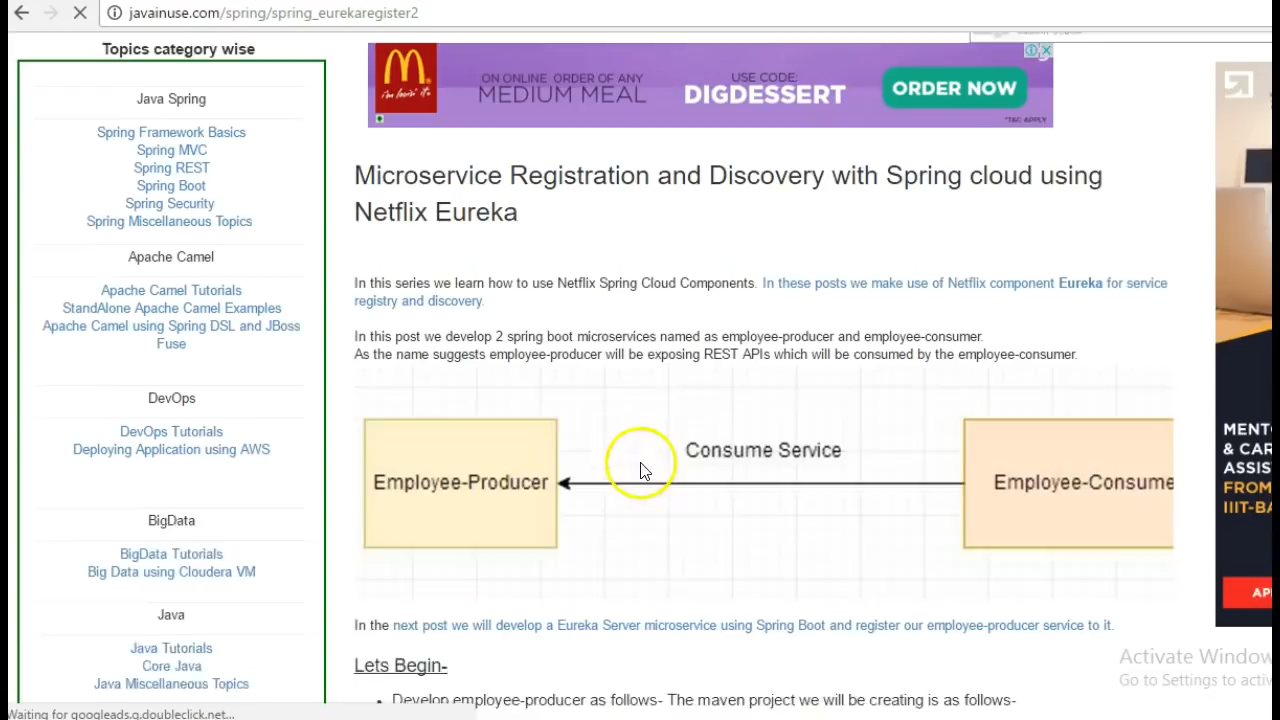 javainuse.com/spring/spring_eurekaregister2
Topics category wise
Java Spring
Spring Framework Basics
Spring MVC
Spring REST
Spring Boot
Spring Security
Spring Miscellaneous Topics
Apache Camel
Apache Camel Tutorials
StandAlone Apache Camel Examples
Apache Camel using Spring DSL and JBoss
Fuse
DevOps
DevOps Tutorials
Deploying Application using AWS
BigData
BigData Tutorials
Big Data using Cloudera VM
Java
Java Tutorials
Core Java
Java Miscellaneous Topics
i'm lovin' it.
ON ONLINE ORDER OF ANY
MEDIUM MEAL
USE CODE:
DIGDESSERT
ORDER NOW
*T&C APPLY
Microservice Registration and Discovery with Spring cloud using
Netflix Eureka
In this series we learn how to use Netflix Spring Cloud Components. In these posts we make use of Netflix component Eureka for service
registry and discovery.
In this post we develop 2 spring boot microservices named as employee-producer and employee-consumer.
As the name suggests employee-producer will be exposing REST APIs which will be consumed by the employee-consumer.
Employee-Producer
Consume Service
Employee-Consume
In the next post we will develop a Eureka Server microservice using Spring Boot and register our employee-producer service to it.
Lets Begin-
• Develop employee-producer as follows- The maven project we will be creating is as follows-
MENT
& CAR
ASSIST
FROM
IIIT-BA
AP
Activate Window
Go to Settings to activ
Waiting for googleads.g.doubleclick.net...